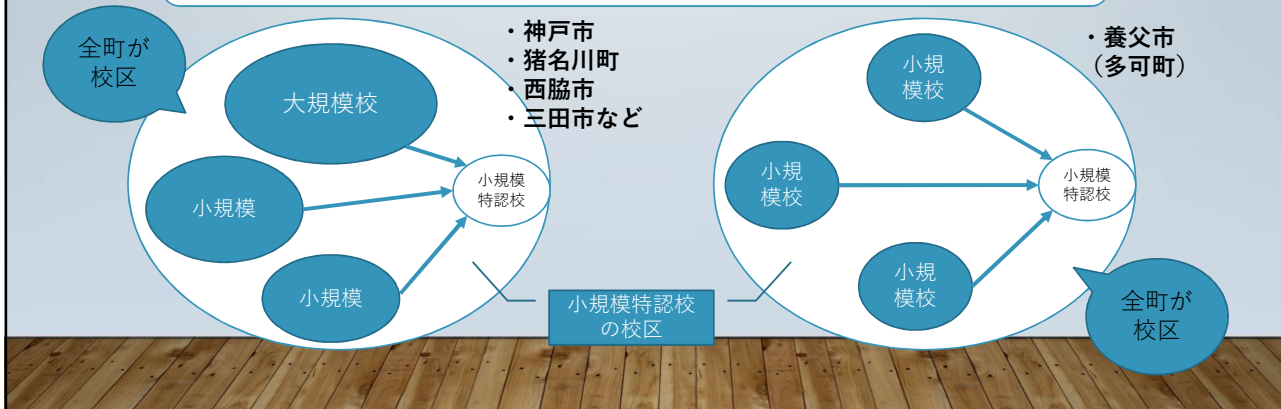 全町が
校区
大規模校
小規模
小規模
小規模
特認校
・神戸市
・猪名川町
・西脇市
・三田市など
小規模特認校
の校区
小規
模校
小規
模校
小規
模校
小規模
特認校
・養父市
（多可町）
全町が
校区